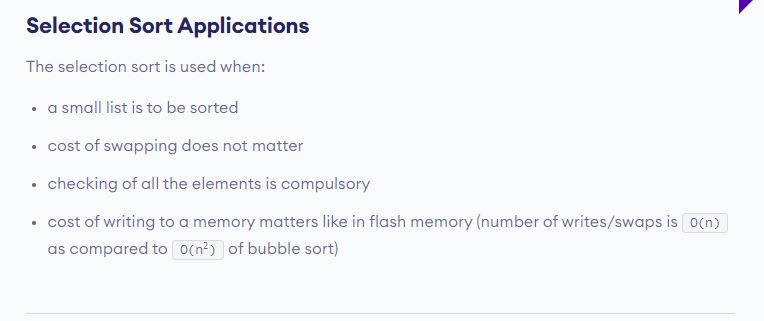 Selection Sort Applications
The selection sort is used when:
• a small list is to be sorted
• cost of swapping does not matter
• checking of all the elements is compulsory
• cost of writing to a memory matters like in flash memory (number of writes/swaps is O(n)
as compared to O(n²) of bubble sort)